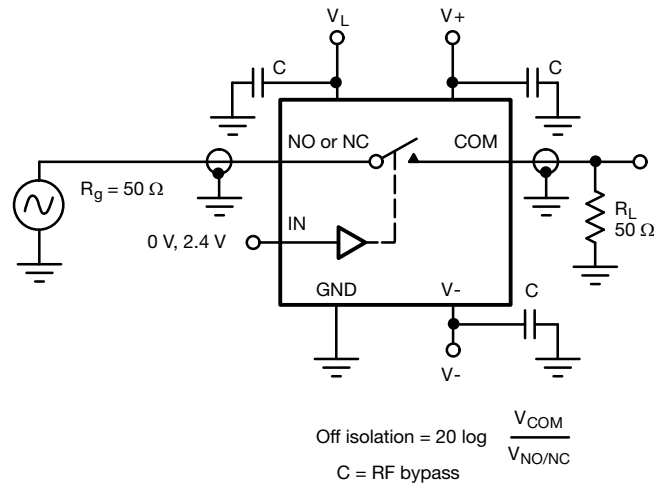 V_L
V+
C
C
NO or NC
COM
R_g = 50 Ω
R_L
50 Ω
IN
0 V, 2.4 V
GND
V-
C
V-
Off isolation = 20 log V_COM / V_NO/NC
C = RF bypass